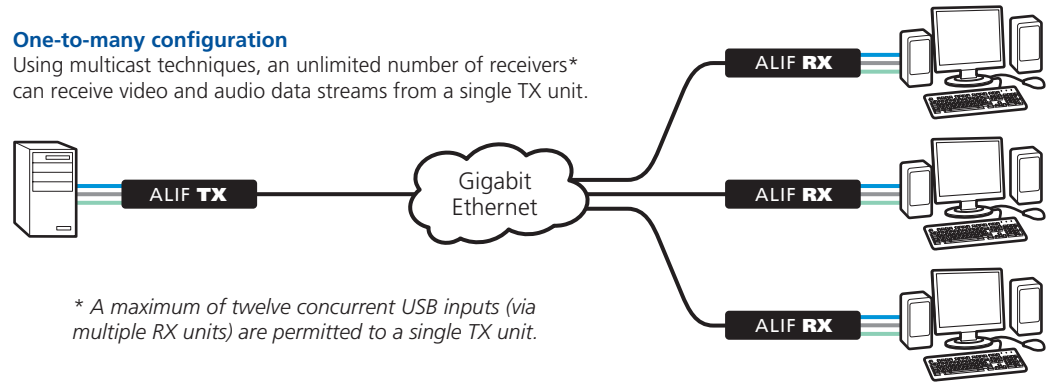 One-to-many configuration
Using multicast techniques, an unlimited number of receivers*
can receive video and audio data streams from a single TX unit.
ALIF RX
ALIF TX
Gigabit
Ethernet
ALIF RX
* A maximum of twelve concurrent USB inputs (via
multiple RX units) are permitted to a single TX unit.
ALIF RX